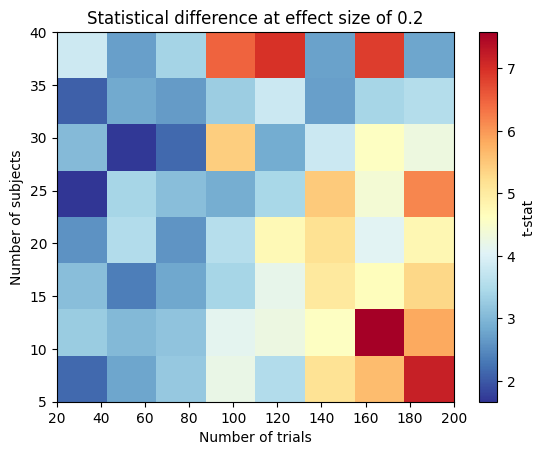 Statistical difference at effect size of 0.2
40
35
30
25
20
15
10
5
Number of subjects
20 40 60 80 100 120 140 160 180 200
Number of trials
7
6
5
4
3
2
t-stat